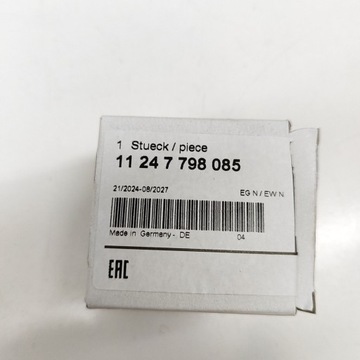 1 Stueck / piece
11 24 7 798 085
21/2024-08/2027 EG N / EW N
Made in Germany -, DE 04
EAC